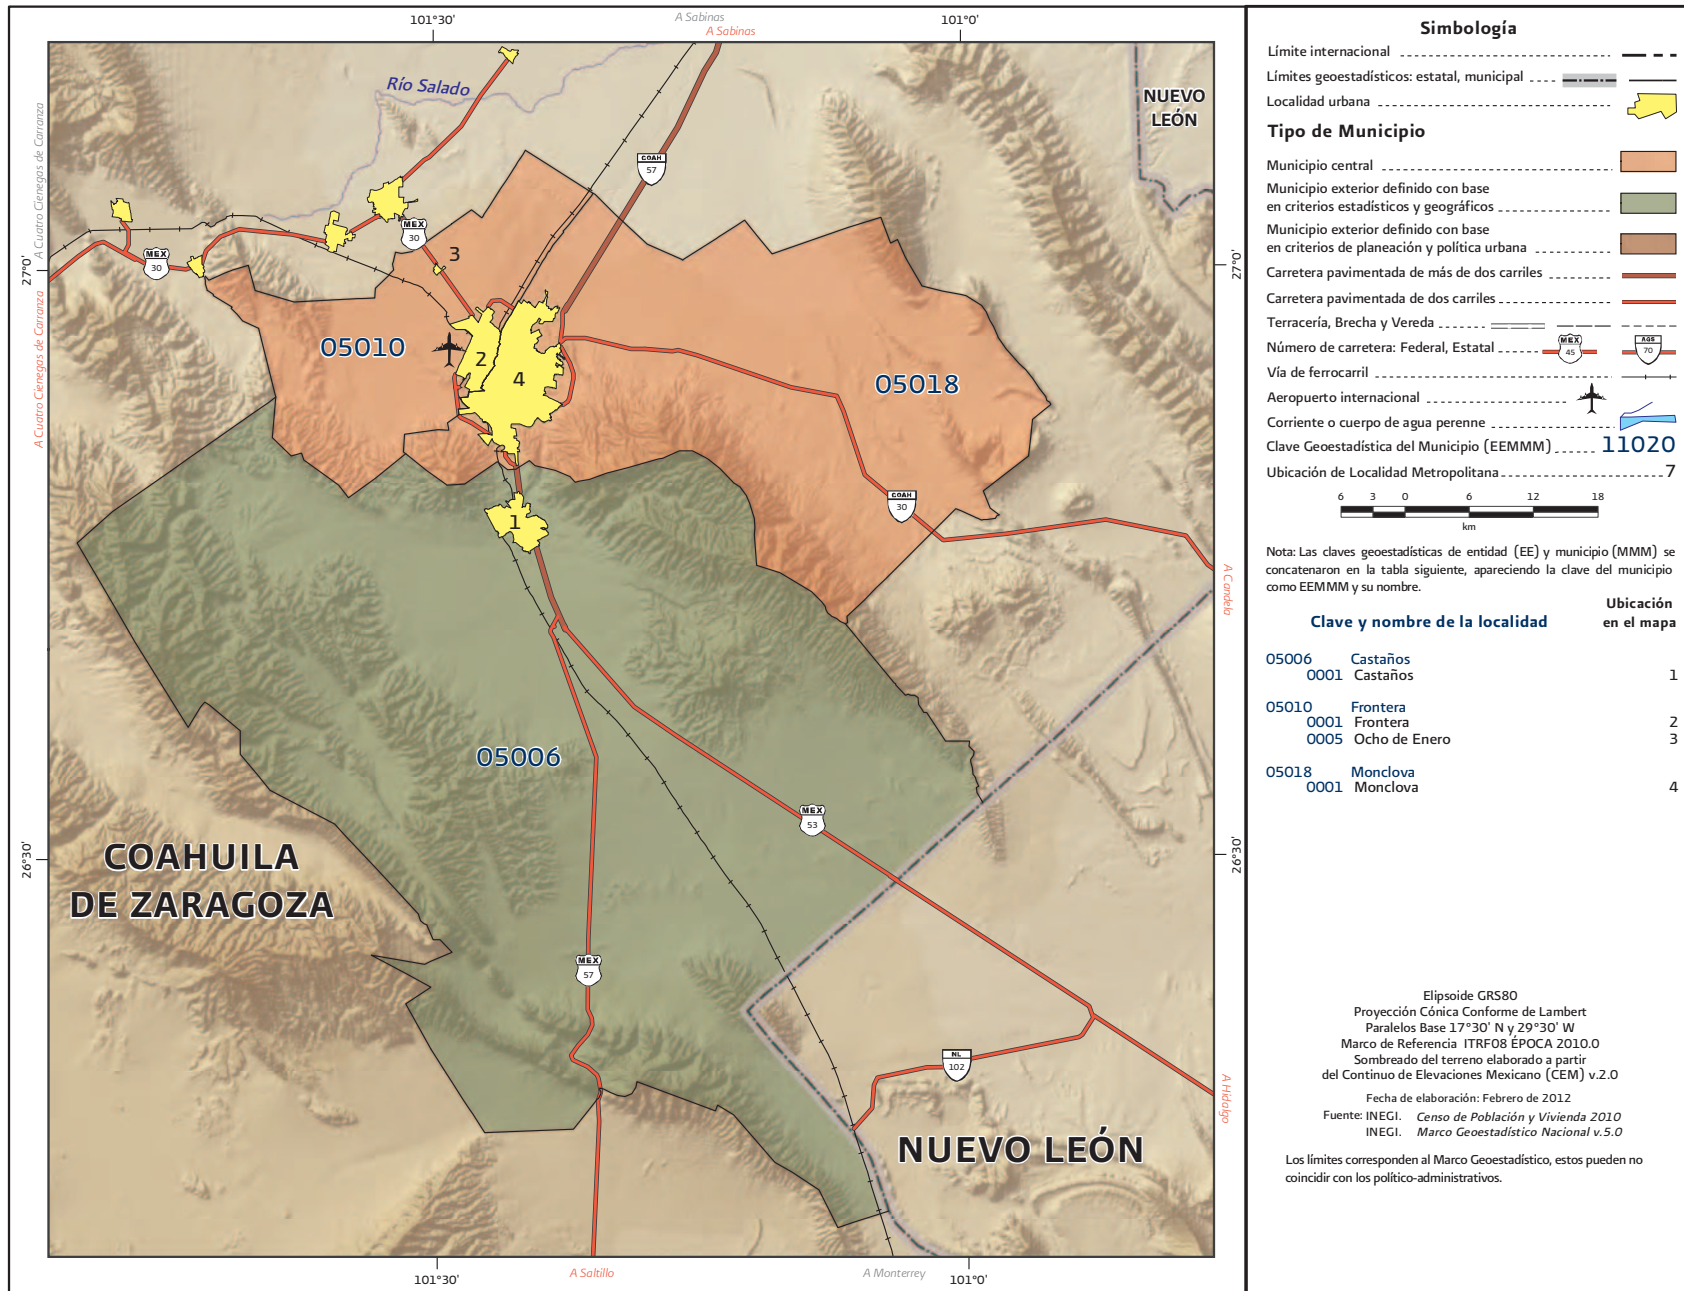 101°30'
A Sabinas
A Sabinas
101°0'
Río Salado
NUEVO
LEÓN
COAH
57
A Cuatro Cienegas de Carranza
A Cuatro Cienegas de Carranza
27°0'
27°0'
MEX
30
MEX
30
3
05010
2
4
05018
COAH
30
1
A Candela
05006
MEX
53
26°30'
26°30'
COAHUILA
DE ZARAGOZA
MEX
57
NL
102
A Hidalgo
NUEVO LEÓN
101°30'
A Saltillo
A Monterrey
101°0'
Simbología
Límite internacional
Límites geoestadísticos: estatal, municipal
Localidad urbana
Tipo de Municipio
Municipio central
Municipio exterior definido con base
en criterios estadísticos y geográficos
Municipio exterior definido con base
en criterios de planeación y política urbana
Carretera pavimentada de más de dos carriles
Carretera pavimentada de dos carriles
Terracería, Brecha y Vereda
Número de carretera: Federal, Estatal MEX 45 AGS 70
Vía de ferrocarril
Aeropuerto internacional
Corriente o cuerpo de agua perenne
Clave Geoestadística del Municipio (EEMMM) 11020
Ubicación de Localidad Metropolitana 7
6 3 0 6 12 18
km
Nota: Las claves geoestadísticas de entidad (EE) y municipio (MMM) se
concatenaron en la tabla siguiente, apareciendo la clave del municipio
como EEMMM y su nombre.
Ubicación
Clave y nombre de la localidad en el mapa
05006 Castaños
0001 Castaños 1
05010 Frontera
0001 Frontera 2
0005 Ocho de Enero 3
05018 Monclova
0001 Monclova 4
Elipsoide GRS80
Proyección Cónica Conforme de Lambert
Paralelos Base 17°30' N y 29°30' W
Marco de Referencia ITRF08 ÉPOCA 2010.0
Sombreado del terreno elaborado a partir
del Continuo de Elevaciones Mexicano (CEM) v.2.0
Fecha de elaboración: Febrero de 2012
Fuente: INEGI. Censo de Población y Vivienda 2010
INEGI. Marco Geoestadístico Nacional v.5.0
Los límites corresponden al Marco Geoestadístico, estos pueden no
coincidir con los político-administrativos.